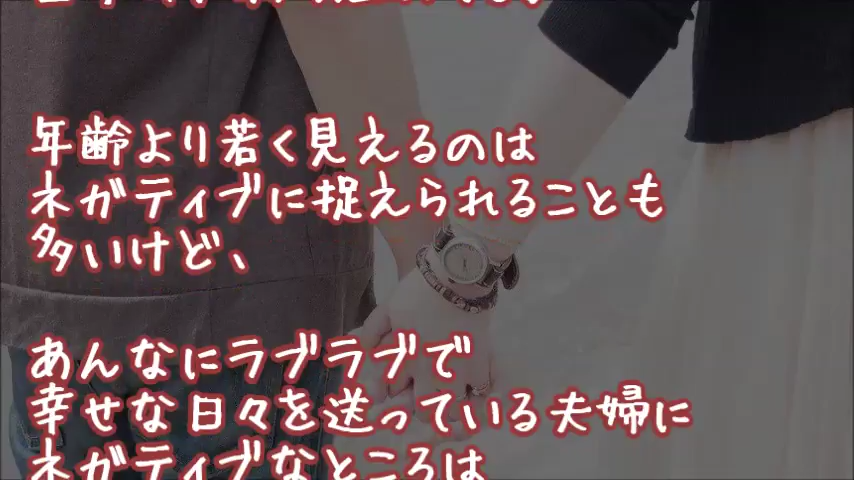 年齢より若く見えるのは
ネガティブに捉えられることも
多いけど、
あんなにラブラブで
幸せな日々を送っている夫婦に
ネガティブなところは